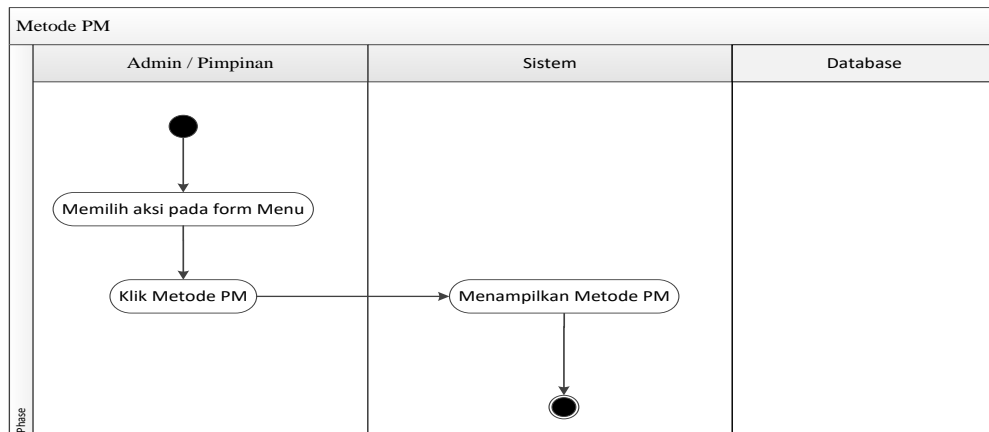 Metode PM
Admin / Pimpinan
Sistem
Database
Memilih aksi pada form Menu
Klik Metode PM
Menampilkan Metode PM
Phase